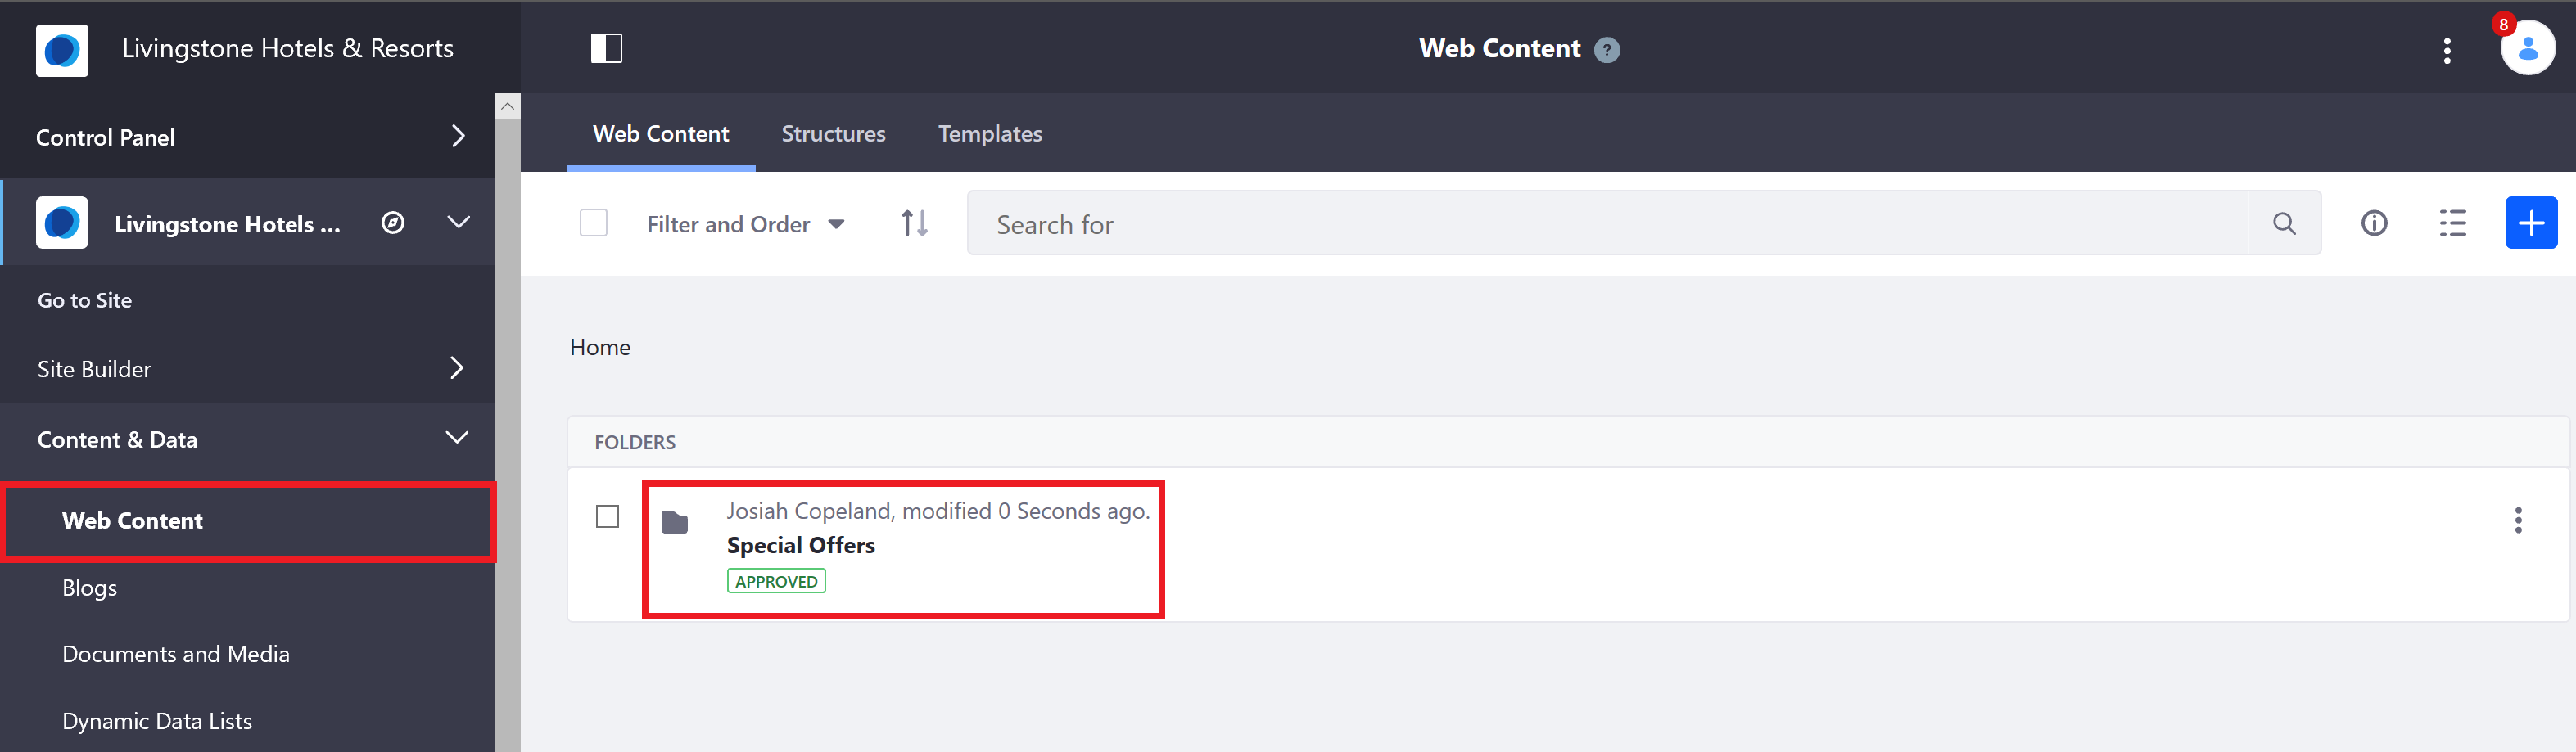 Livingstone Hotels & Resorts
Control Panel
Livingstone Hotels ...
Go to Site
Site Builder
Content & Data
Web Content
Blogs
Documents and Media
Dynamic Data Lists
Web Content ?
8
Web Content Structures Templates
Filter and Order
Search for
Home
FOLDERS
Josiah Copeland, modified 0 Seconds ago.
Special Offers
APPROVED